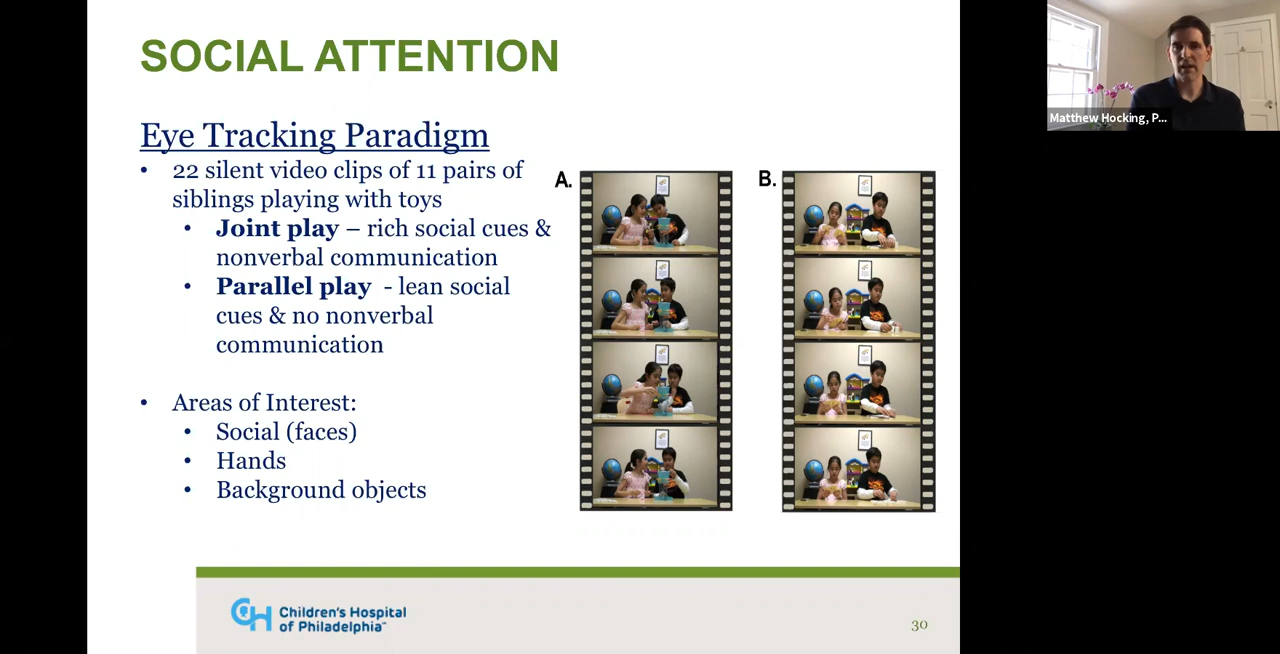 SOCIAL ATTENTION
Eye Tracking Paradigm
• 22 silent video clips of 11 pairs of
siblings playing with toys
• Joint play – rich social cues &
nonverbal communication
• Parallel play - lean social
cues & no nonverbal
communication
• Areas of Interest:
• Social (faces)
• Hands
• Background objects
A.
B.
CH Children's Hospital
of Philadelphia™
30
Matthew Hocking, P...